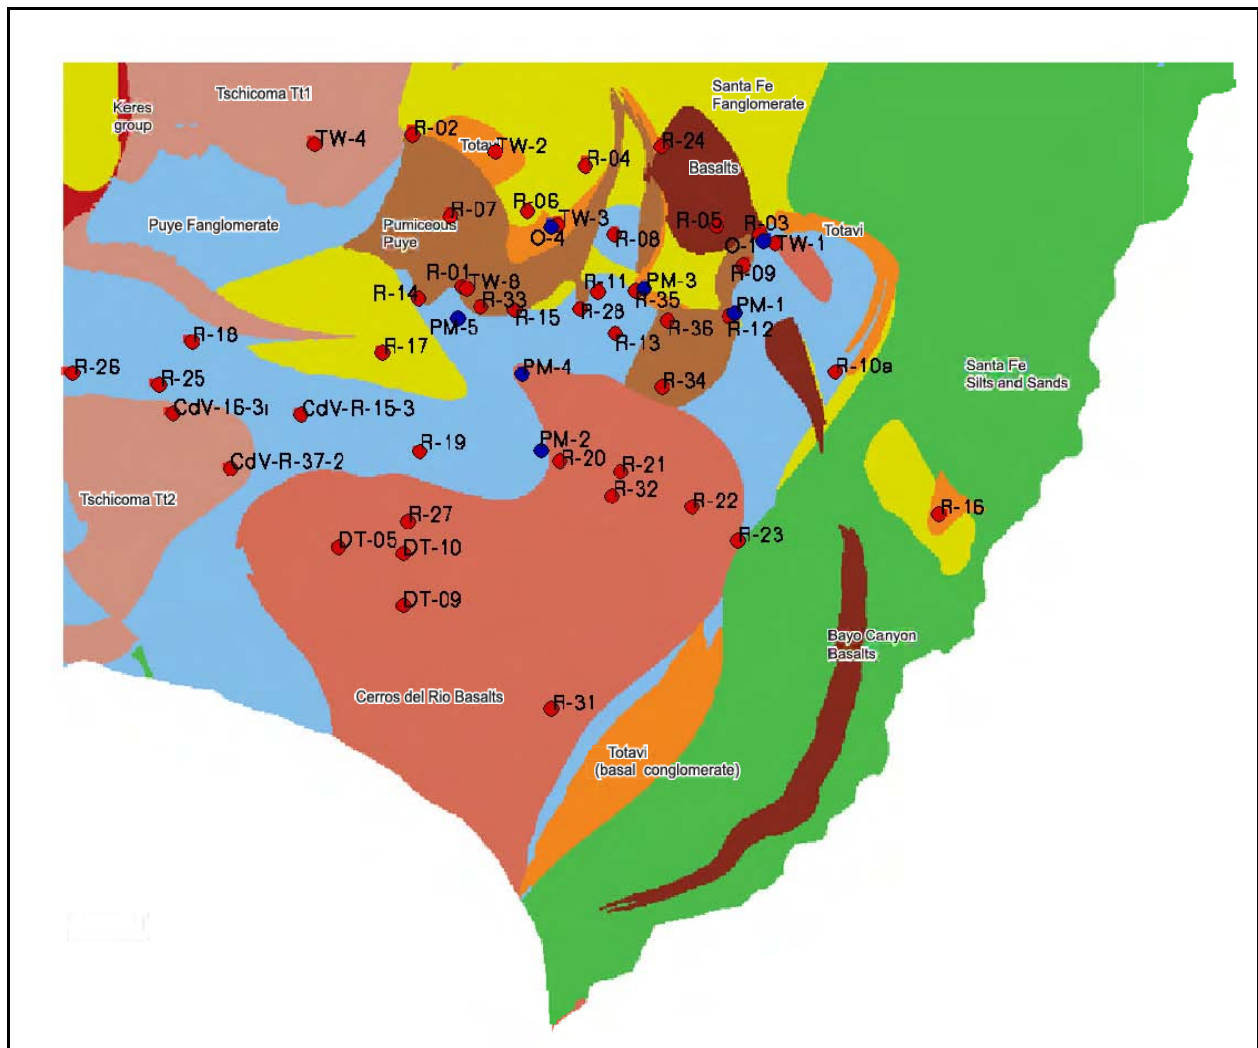 Tschicoma Tt1
Santa Fe
Fanglomerate
Keres
group
TW-4
R-02
Totavi
TW-2
R-24
R-04
Basalts
Puye Fanglomerate
R-07
Pumiceous
Puye
R-06
TW-3
O-4
R-08
R-05
R-03
O-1
TW-1
Totavi
R-09
R-01
TW-8
R-14
R-33
R-15
PM-5
R-11
PM-3
R-35
R-28
R-13
R-36
PM-1
R-12
R-18
R-17
R-26
R-25
PM-4
R-34
R-10a
Santa Fe
Silts and Sands
CdV-16-3i
CdV-R-15-3
R-19
PM-2
R-20
R-21
CdV-R-37-2
R-32
R-22
Tschicoma Tt2
R-16
R-27
DT-05
DT-10
R-23
DT-09
Bayo Canyon
Basalts
Cerros del Rio Basalts
R-31
Totavi
(basal conglomerate)